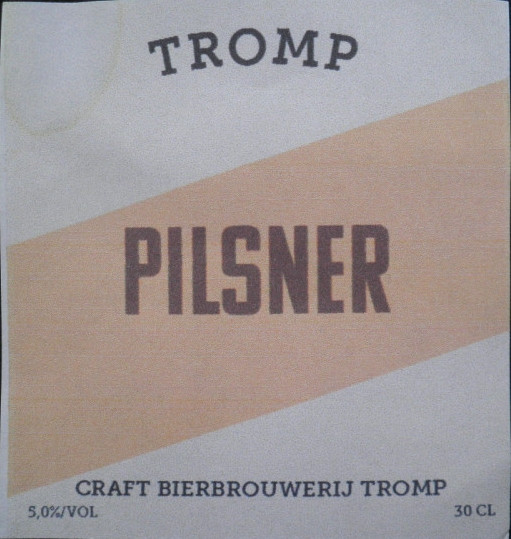 TROMP
PILSNER
CRAFT BIERBROUWERIJ TROMP
5,0%/VOL
30 CL